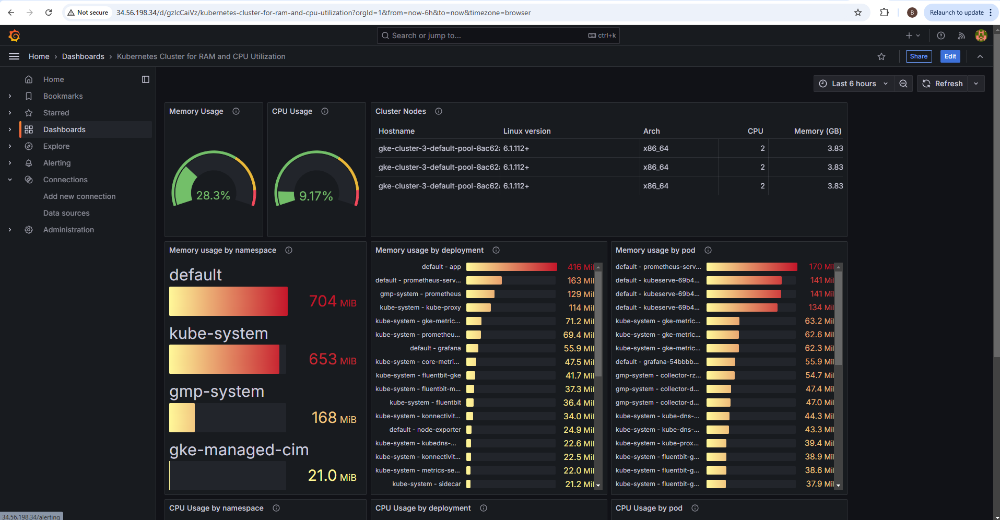 Not secure
34.56.198.34/d/gzlcCaiVz/kubernetes-cluster-for-ram-and-cpu-utilization?orgId=1&from=now-6h&to=now&timezone=browser
B
Relaunch to update
Search or jump to...
ctrl+k
Home
Dashboards
Kubernetes Cluster for RAM and CPU Utilization
Share
Edit
Home
Bookmarks
Starred
Dashboards
Explore
Alerting
Connections
Add new connection
Data sources
Administration
Last 6 hours
Refresh
Memory Usage
28.3%
CPU Usage
9.17%
Cluster Nodes
Hostname Linux version Arch CPU Memory (GB)
gke-cluster-3-default-pool-8ac62a 6.1.112+ x86_64 2 3.83
gke-cluster-3-default-pool-8ac62a 6.1.112+ x86_64 2 3.83
gke-cluster-3-default-pool-8ac62a 6.1.112+ x86_64 2 3.83
Memory usage by namespace
default
704 MiB
kube-system
653 MiB
gmp-system
168 MiB
gke-managed-cim
21.0 MiB
Memory usage by deployment
default - app 416 Mi
default - prometheus-serv... 163 Mi
gmp-system - prometheus 129 Mi
kube-system - kube-proxy 114 Mi
kube-system - gke-metric... 71.2 Mi
kube-system - prometheu... 69.4 Mi
default - grafana 55.9 Mi
kube-system - core-metri... 47.5 Mi
kube-system - fluentbit-gke 41.7 Mi
kube-system - fluentbit-m... 37.3 Mi
kube-system - fluentbit 36.4 Mi
kube-system - konnectivit... 34.0 Mi
default - node-exporter 24.9 Mi
kube-system - kubedns-... 22.6 Mi
kube-system - konnectivit... 22.5 Mi
kube-system - metrics-se... 22.0 Mi
kube-system - sidecar 21.2 Mi
Memory usage by pod
default - prometheus-serv... 170 Mi
default - kubeserve-69b4... 141 Mi
default - kubeserve-69b4... 141 Mi
default - kubeserve-69b4... 134 Mi
kube-system - gke-metric... 63.2 Mi
kube-system - gke-metric... 62.6 Mi
kube-system - gke-metric... 62.3 Mi
default - grafana-54bbbb... 55.9 Mi
gmp-system - collector-rz... 54.7 Mi
gmp-system - collector-d... 47.4 Mi
gmp-system - collector-d... 47.0 Mi
kube-system - kube-dns-... 44.3 Mi
kube-system - kube-dns-... 43.3 Mi
kube-system - kube-prox... 39.4 Mi
kube-system - fluentbit-g... 38.9 Mi
kube-system - fluentbit-g... 38.6 Mi
kube-system - fluentbit-g... 37.9 Mi
CPU Usage by namespace
CPU Usage by deployment
CPU Usage by pod
34.56.198.34/alerting